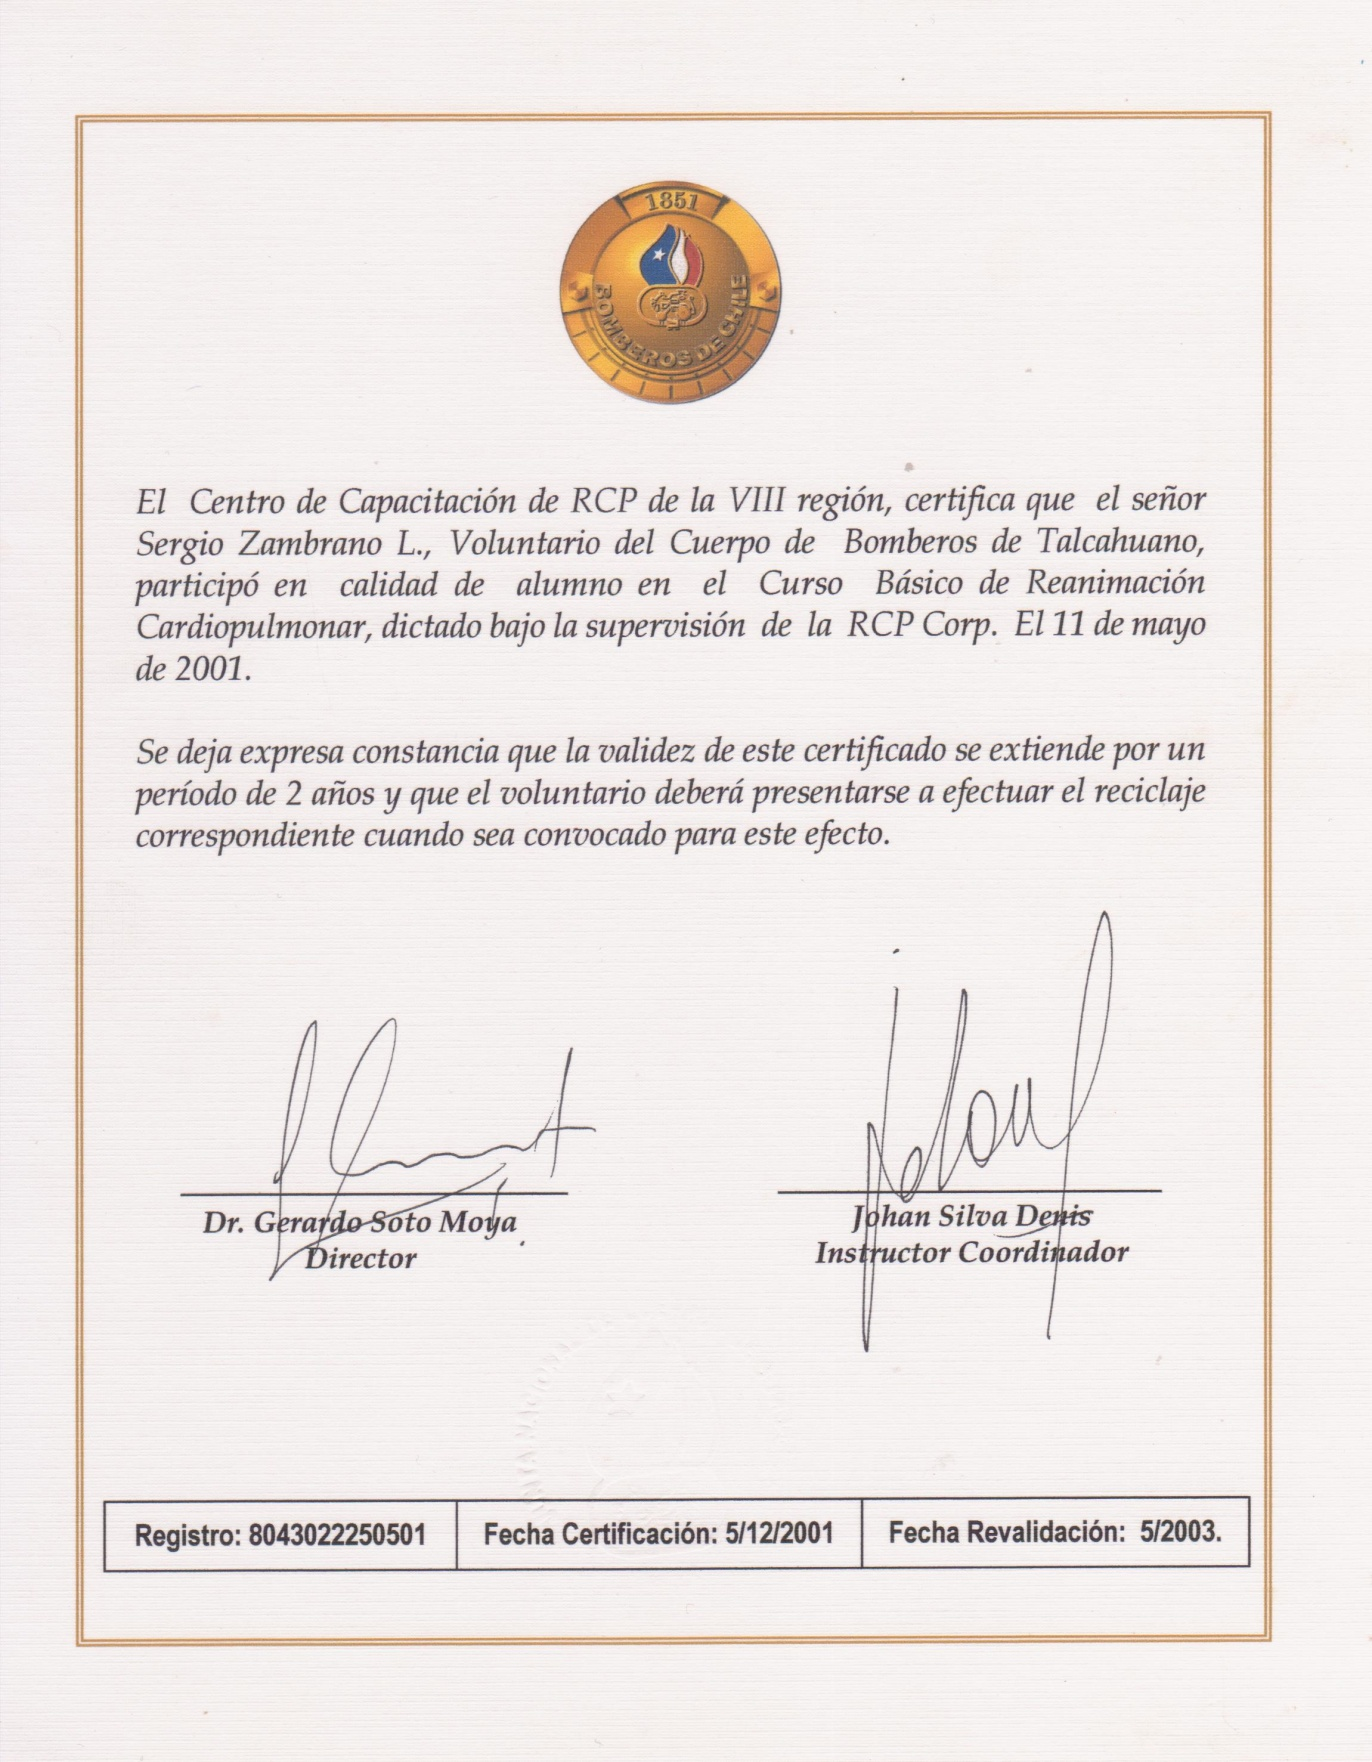 1851
BOMBEROS DE CHILE
El Centro de Capacitación de RCP de la VIII región, certifica que el señor
Sergio Zambrano L., Voluntario del Cuerpo de Bomberos de Talcahuano,
participó en calidad de alumno en el Curso Básico de Reanimación
Cardiopulmonar, dictado bajo la supervisión de la RCP Corp. El 11 de mayo
de 2001.
Se deja expresa constancia que la validez de este certificado se extiende por un
período de 2 años y que el voluntario deberá presentarse a efectuar el reciclaje
correspondiente cuando sea convocado para este efecto.
Dr. Gerardo Soto Moya
Director
Johan Silva Denis
Instructor Coordinador
Registro: 8043022250501
Fecha Certificación: 5/12/2001
Fecha Revalidación: 5/2003.